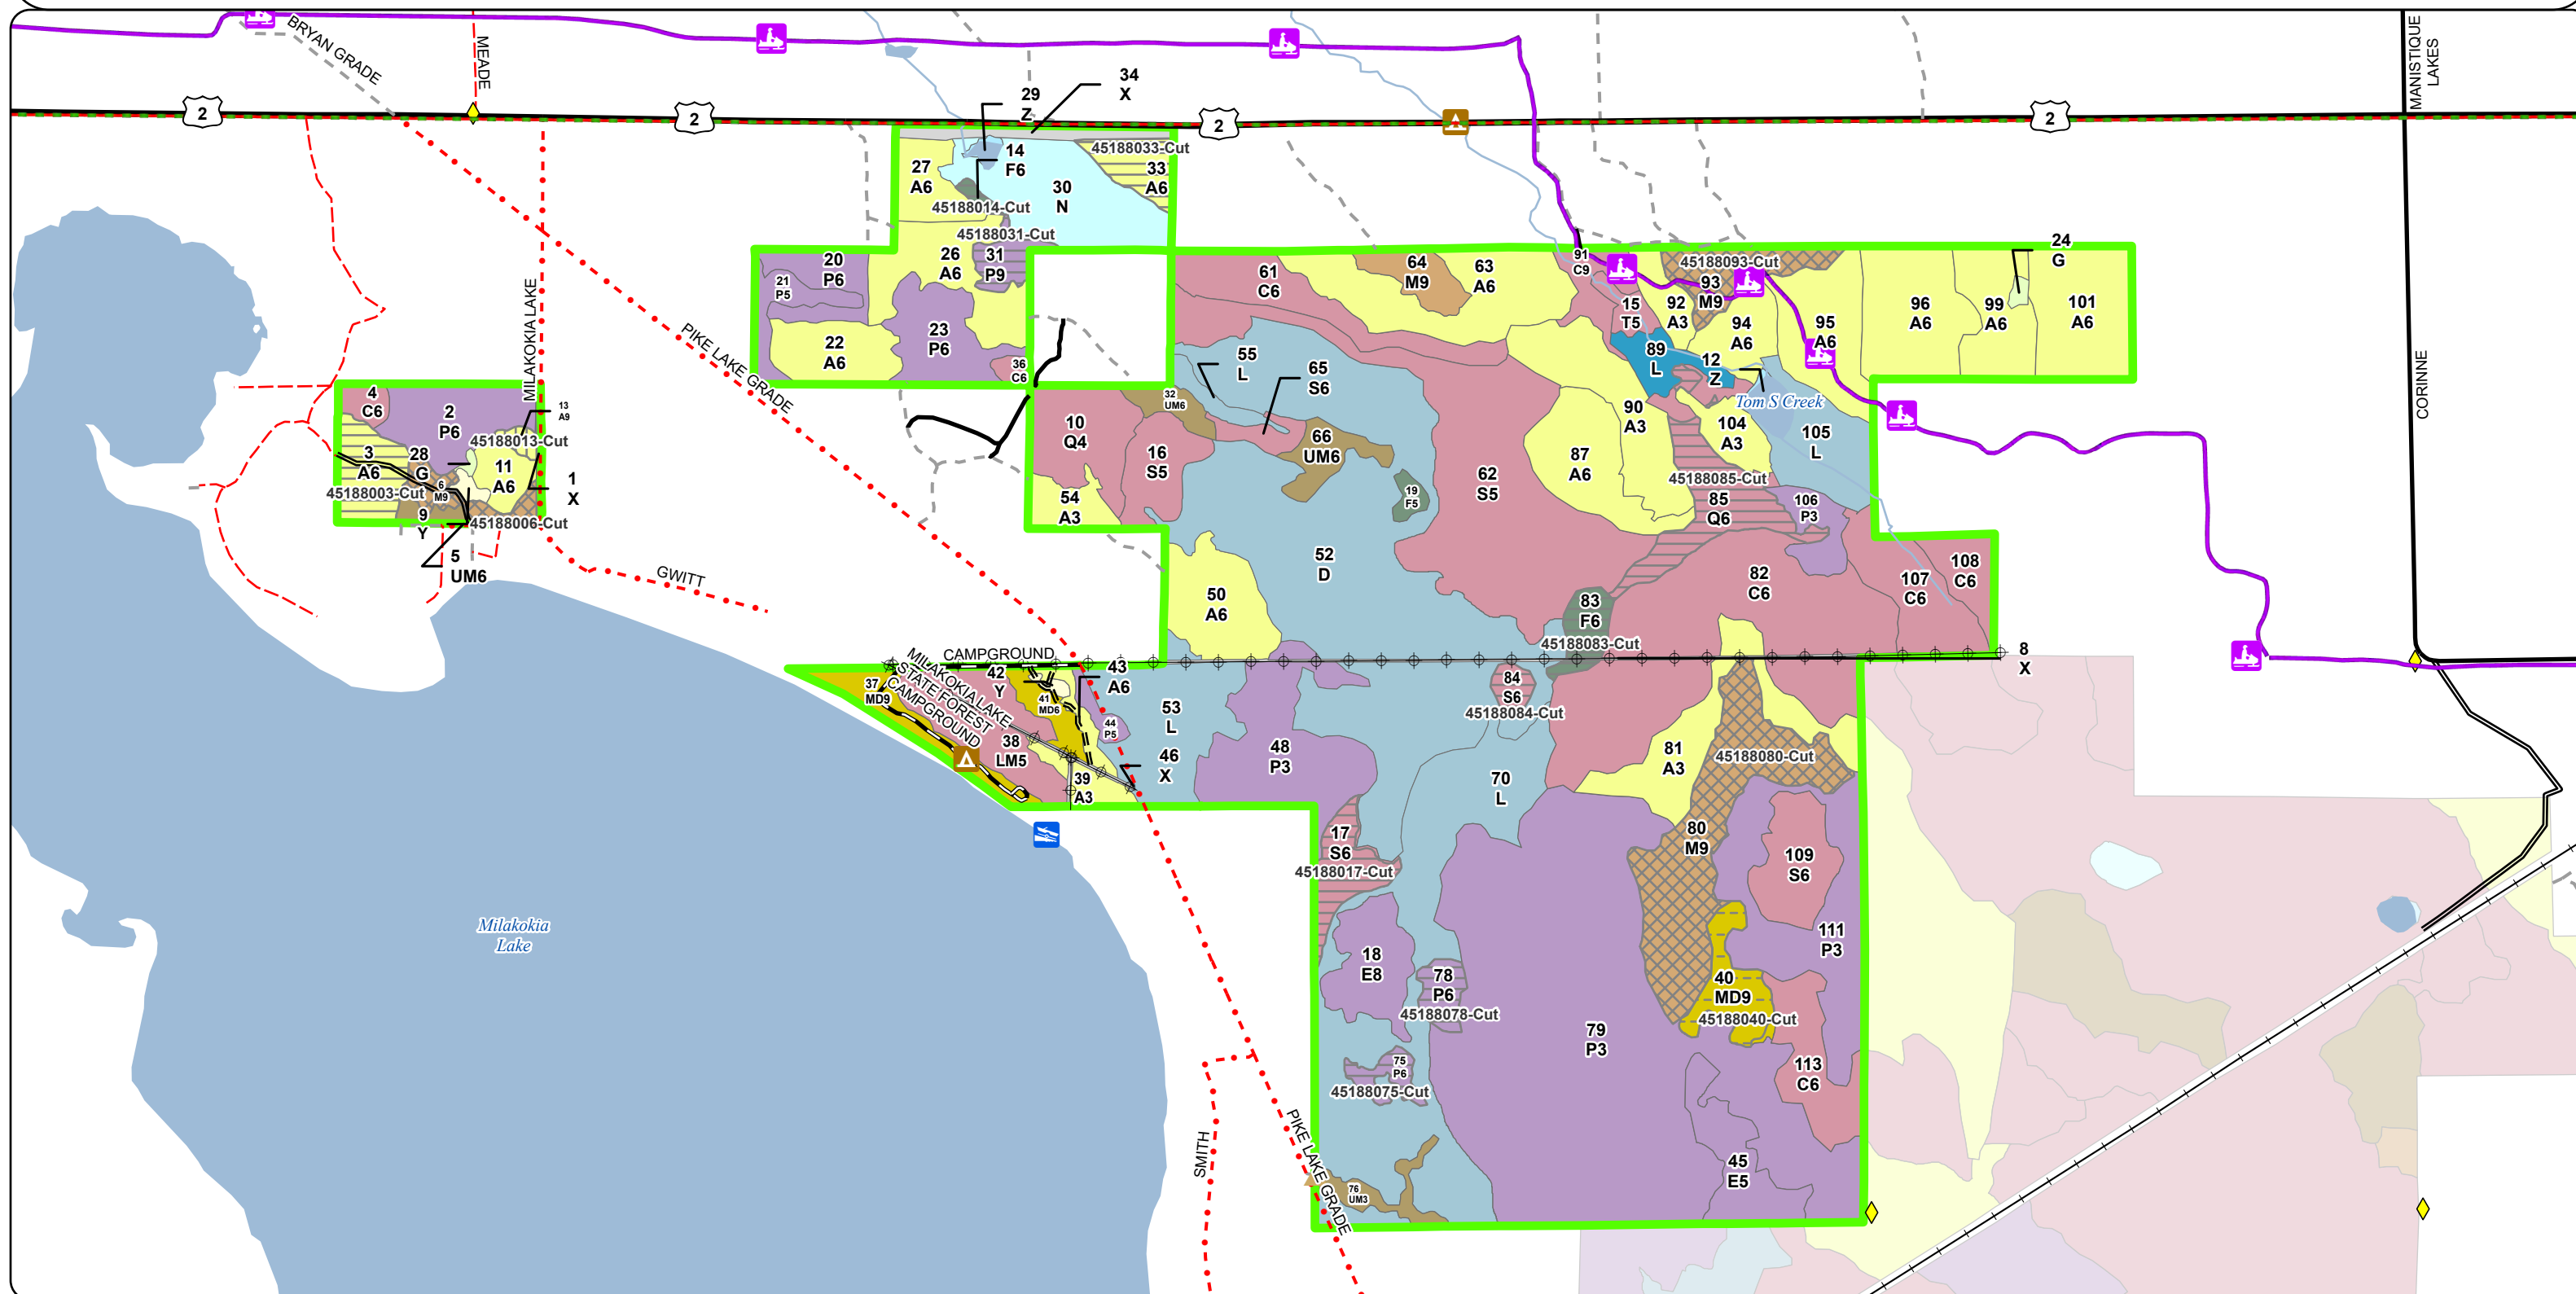 BRYAN GRADE
MEADE
MANISTIQUE
LAKES
34
X
29
Z
2
2
2
2
14
F6
27
A6
30
N
45188033-Cut
33
A6
45188014-Cut
45188031-Cut
31
P9
26
A6
20
P6
21
P5
22
A6
23
P6
36
C6
24
G
61
C6
64
M9
63
A6
91
C9
45188093-Cut
93
M9
15
T5
92
A3
94
A6
95
A6
96
A6
99
A6
101
A6
89
L
12
Z
Tom S Creek
55
L
65
S6
32
UM6
MILAKOKIA LAKE
PIKE LAKE GRADE
CORINNE
4
C6
2
P6
13
A9
45188013-Cut
3
A6
28
G
11
A6
6
M9
45188003-Cut
9
Y
45188006-Cut
1
X
5
UM6
10
Q4
16
S5
66
UM6
54
A3
19
F5
62
S5
90
A3
87
A6
104
A3
105
L
45188085-Cut
85
Q6
106
P3
52
D
50
A6
83
F6
45188083-Cut
82
C6
107
C6
108
C6
8
X
GWITT
CAMPGROUND
MILAKOKIA LAKE
STATE FOREST
CAMPGROUND
37
MD9
42
Y
43
A6
41
MD6
44
P5
38
LM5
39
A3
53
L
46
X
48
P3
84
S6
45188084-Cut
70
L
81
A3
45188080-Cut
80
M9
17
S6
45188017-Cut
109
S6
111
P3
18
E8
78
P6
45188078-Cut
40
MD9
45188040-Cut
79
P3
75
P6
45188075-Cut
113
C6
45
E5
76
UM3
Milakokia
Lake
SMITH
PIKE LAKE GRADE